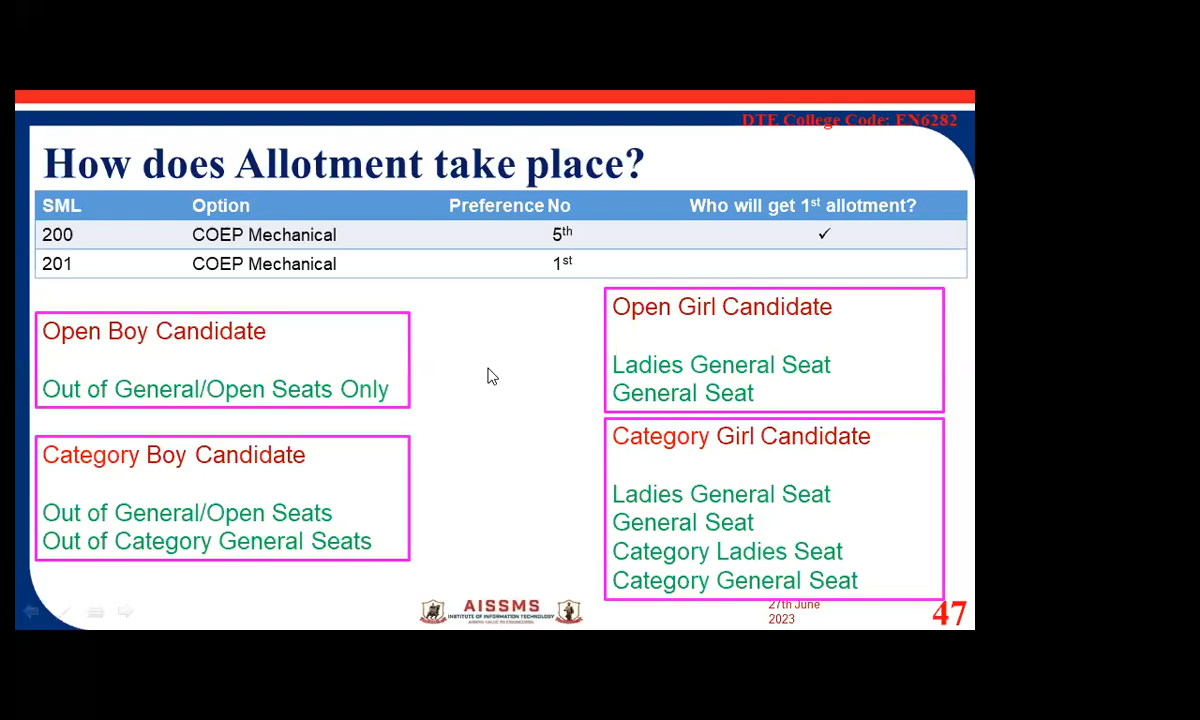 DTE College Code: EN6282
How does Allotment take place?
SML Option Preference No Who will get 1st allotment?
200 COEP Mechanical 5th ✓
201 COEP Mechanical 1st
Open Boy Candidate
Out of General/Open Seats Only
Category Boy Candidate
Out of General/Open Seats
Out of Category General Seats
Open Girl Candidate
Ladies General Seat
General Seat
Category Girl Candidate
Ladies General Seat
General Seat
Category Ladies Seat
Category General Seat
AISSMS
INSTITUTE OF INFORMATION TECHNOLOGY
27th June
2023
47